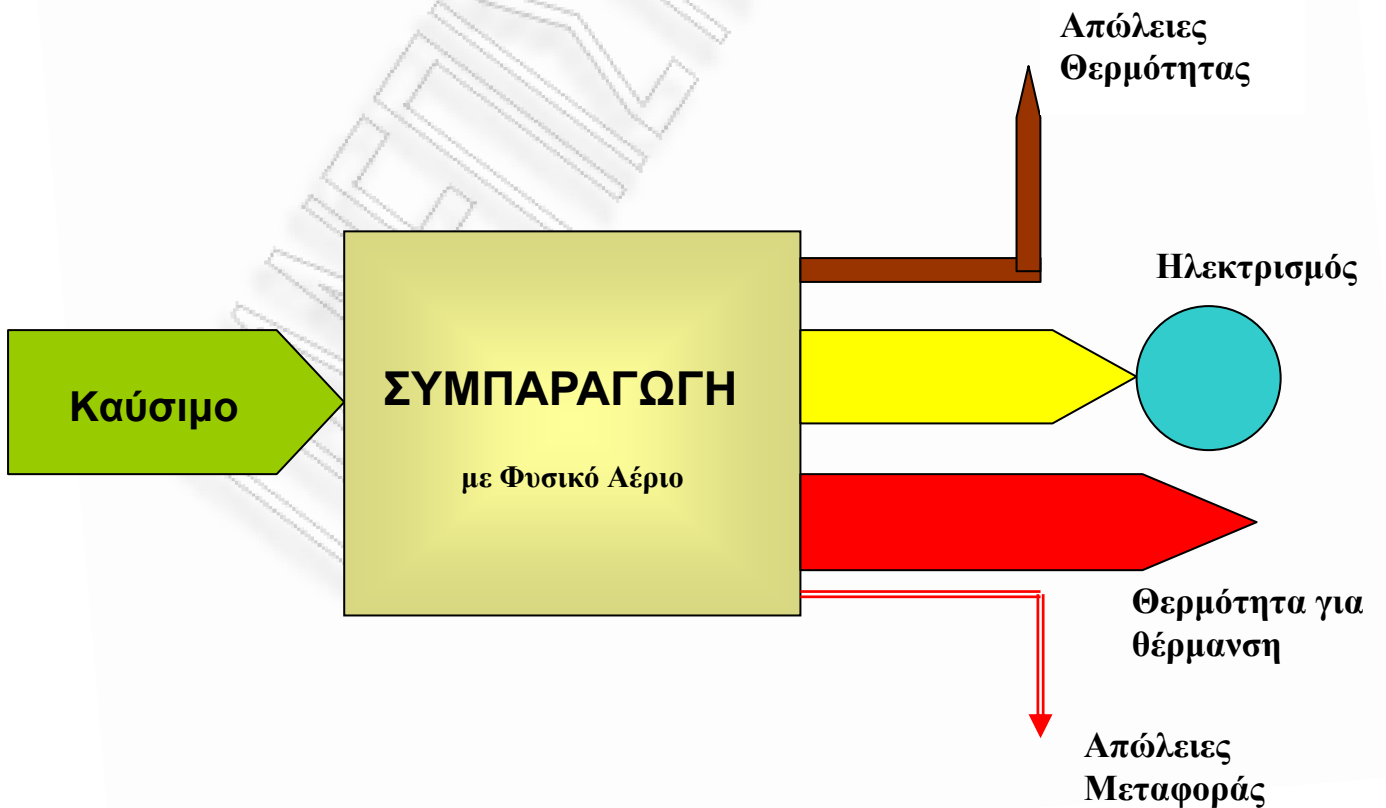 Απώλειες
Θερμότητας
Ηλεκτρισμός
Καύσιμο
ΣΥΜΠΑΡΑΓΩΓΗ
με Φυσικό Αέριο
Θερμότητα για
θέρμανση
Απώλειες
Μεταφοράς